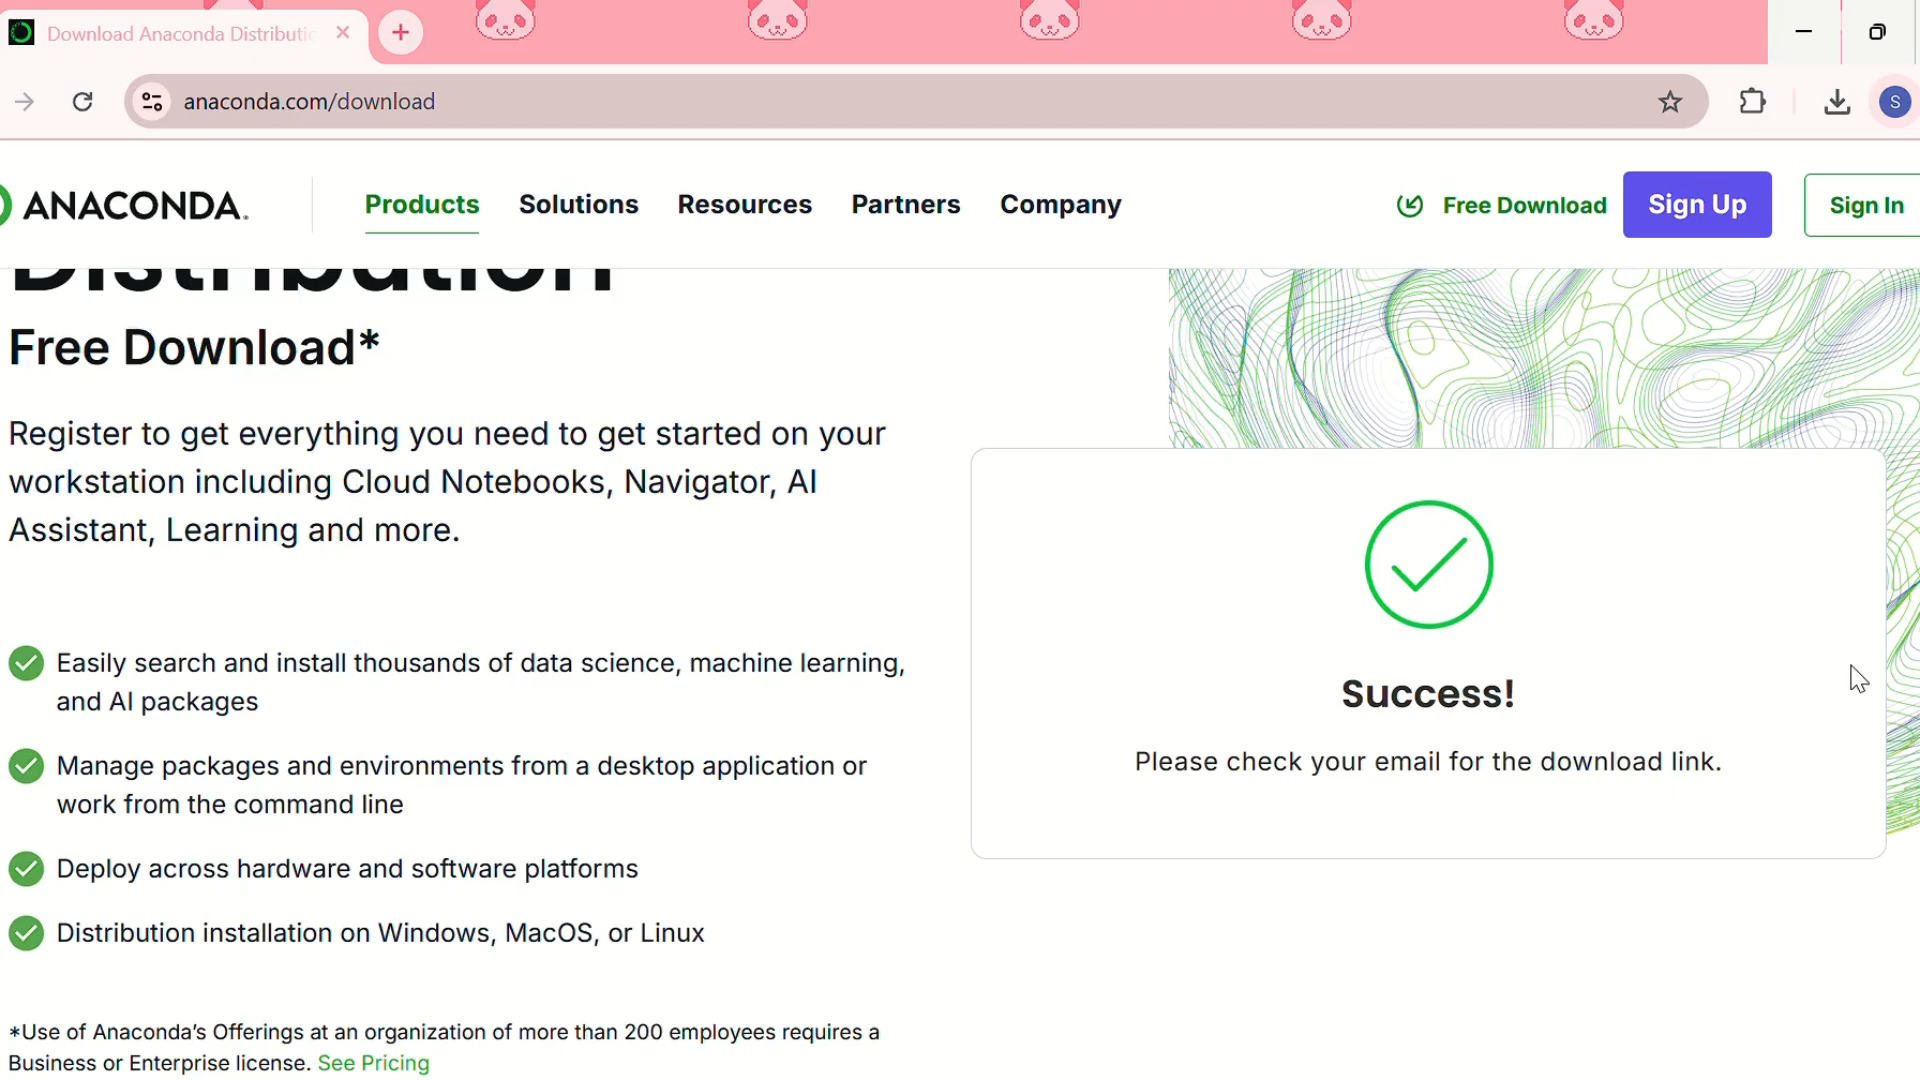 Download Anaconda Distributi
anaconda.com/download
S
ANACONDA.
Products
Solutions
Resources
Partners
Company
Free Download
Sign Up
Sign In
Distribution
Free Download*
Register to get everything you need to get started on your
workstation including Cloud Notebooks, Navigator, AI
Assistant, Learning and more.
Easily search and install thousands of data science, machine learning,
and AI packages
Manage packages and environments from a desktop application or
work from the command line
Deploy across hardware and software platforms
Distribution installation on Windows, MacOS, or Linux
*Use of Anaconda’s Offerings at an organization of more than 200 employees requires a
Business or Enterprise license. See Pricing
Success!
Please check your email for the download link.